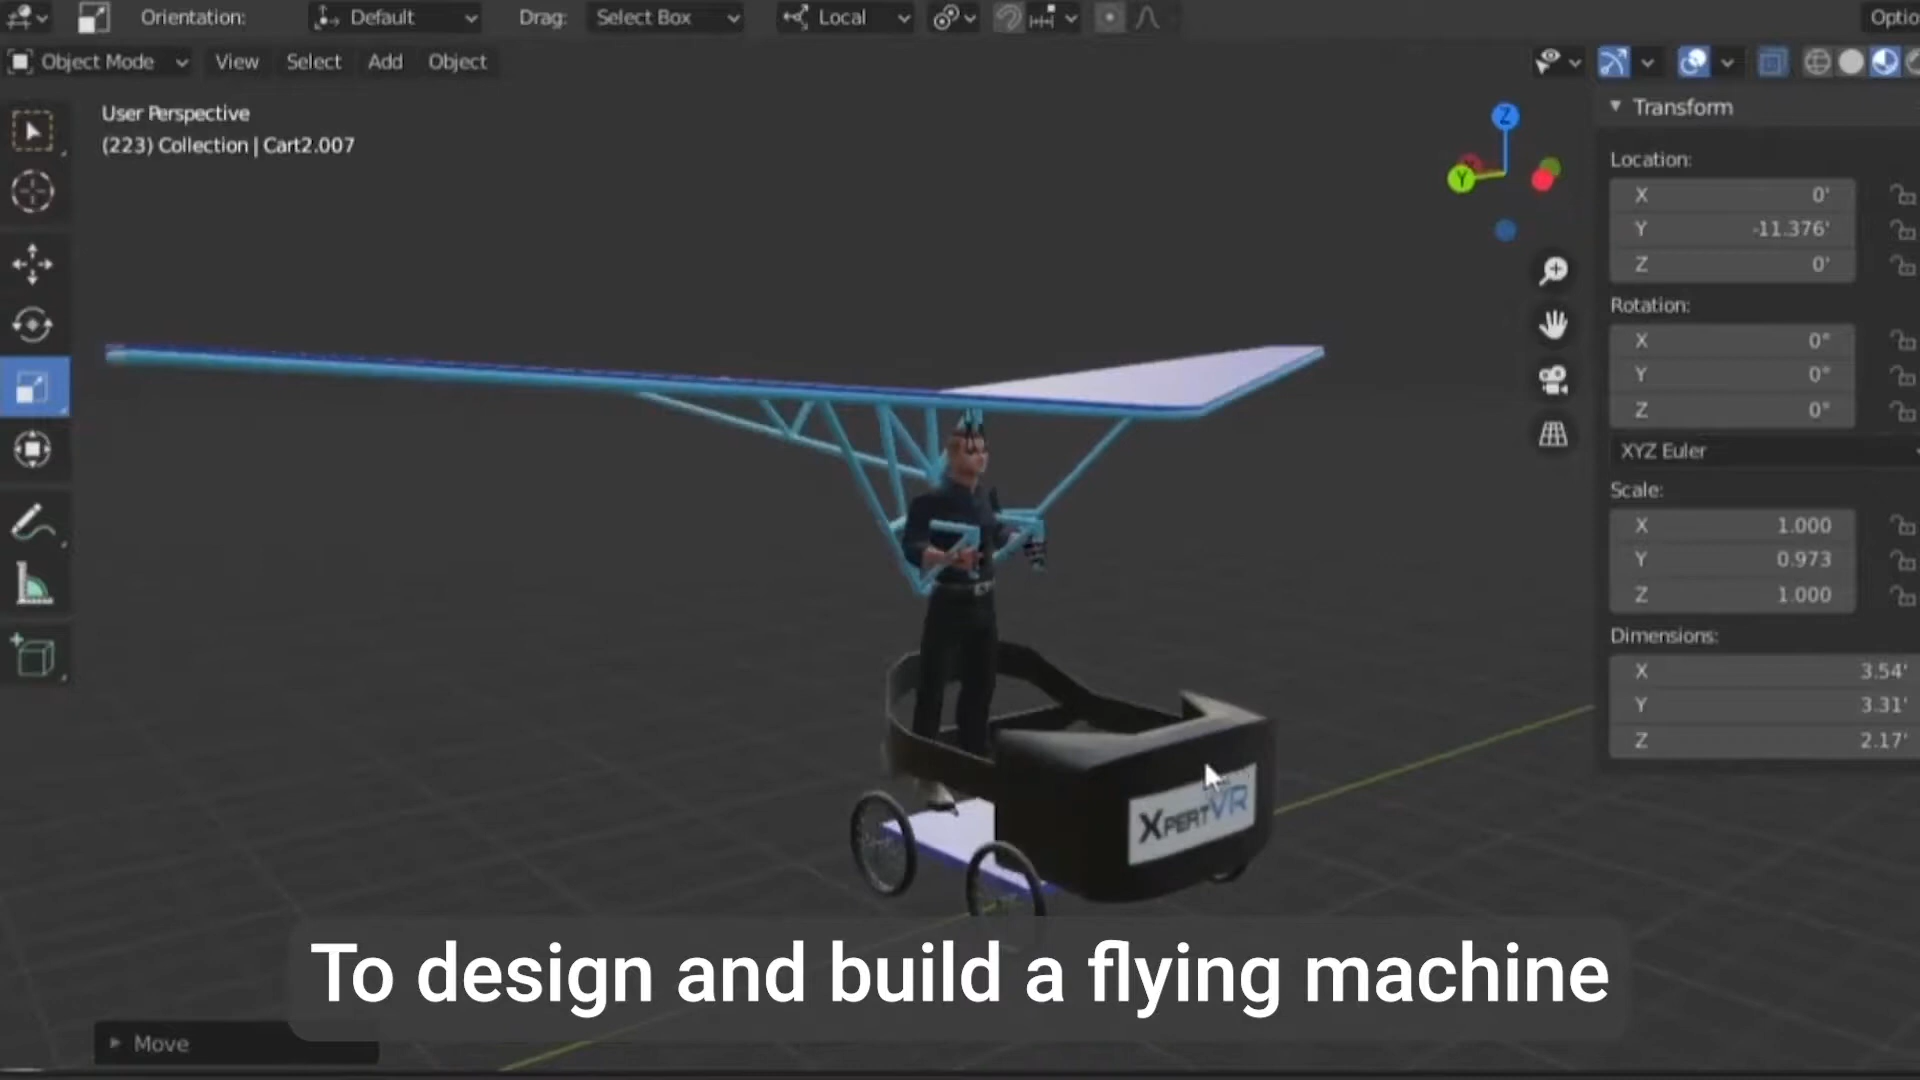 Orientation: Default Drag: Select Box Local Optio
Object Mode View Select Add Object
User Perspective
(223) Collection | Cart2.007
Z
Y
Transform
Location:
X 0'
Y -11.376'
Z 0'
Rotation:
X 0°
Y 0°
Z 0°
XYZ Euler
Scale:
X 1.000
Y 0.973
Z 1.000
Dimensions:
X 3.54'
Y 3.31'
Z 2.17'
XPERTVR
To design and build a flying machine
Move